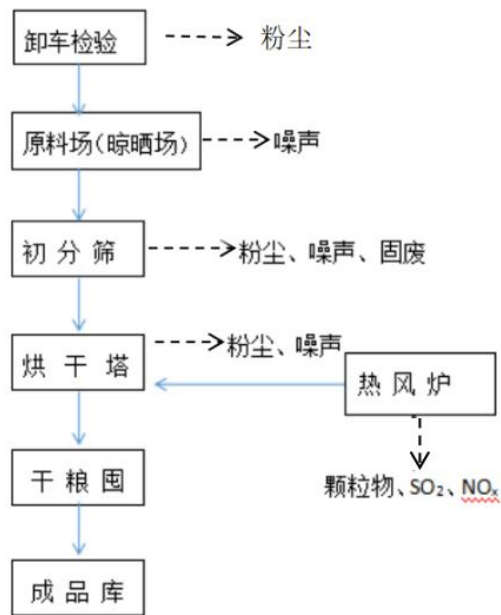 卸车检验
粉尘
原料场（晾晒场）
噪声
初分筛
粉尘、噪声、固废
烘干塔
粉尘、噪声
热风炉
干粮囤
颗粒物、SO₂、NOₓ
成品库